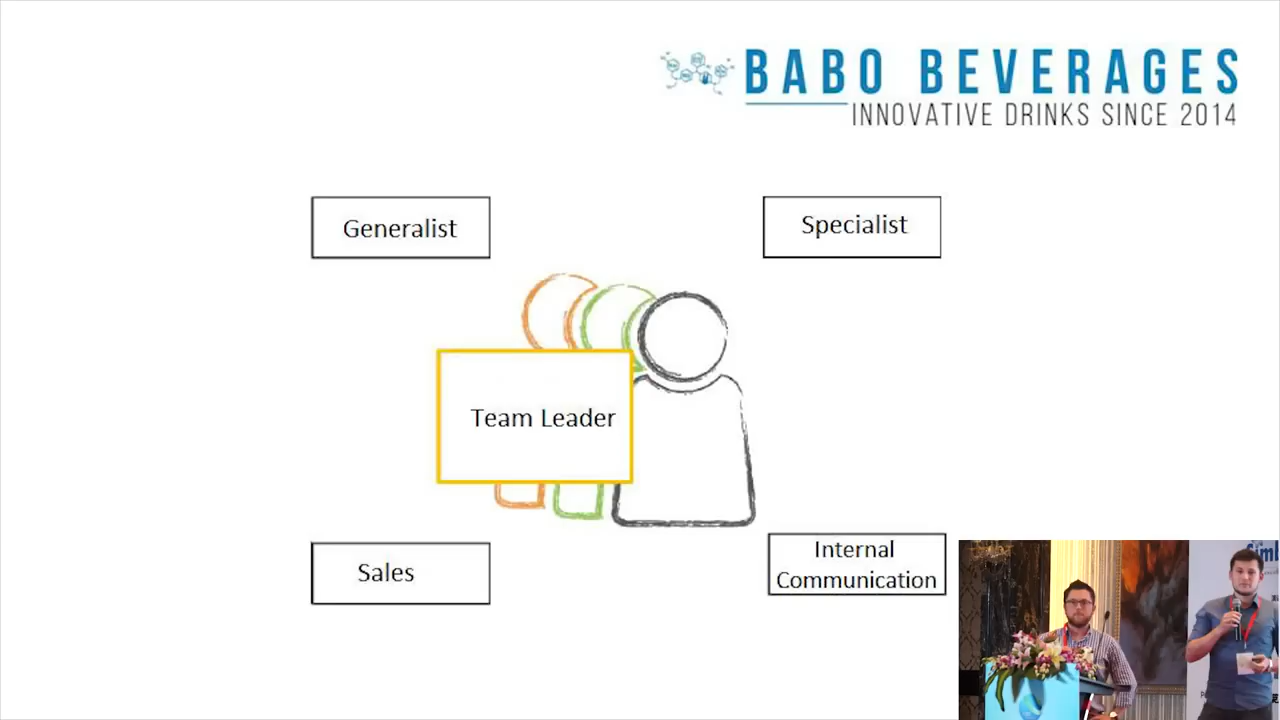 BABO BEVERAGES
INNOVATIVE DRINKS SINCE 2014
Generalist
Specialist
Team Leader
Sales
Internal
Communication